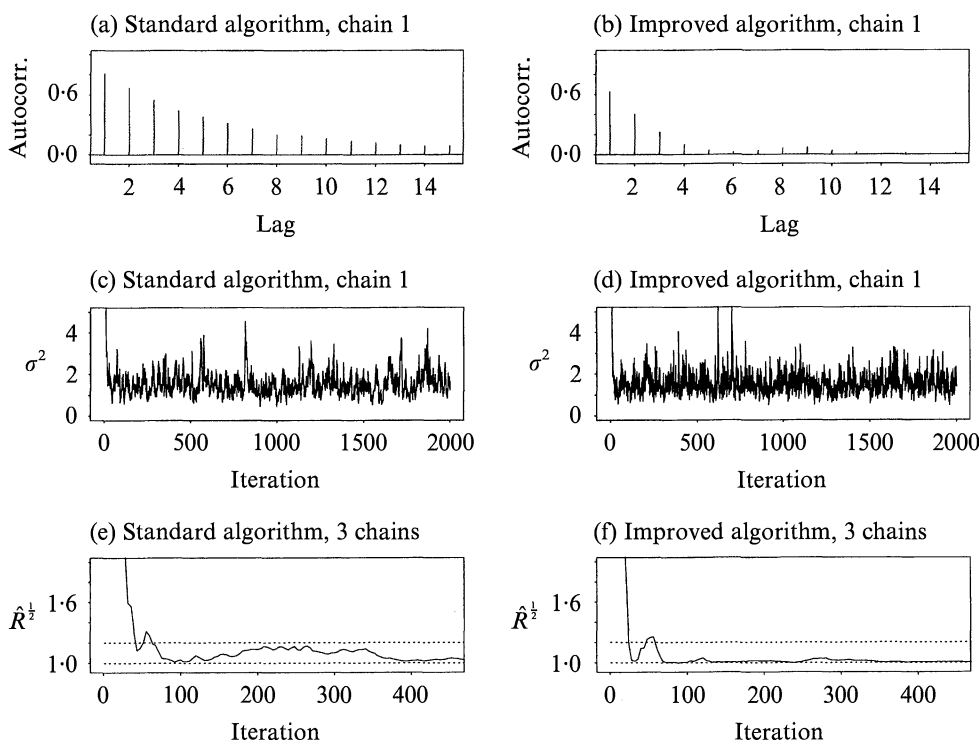 (a) Standard algorithm, chain 1
Autocorr.
0·6
0·0
2 4 6 8 10 12 14
Lag
(b) Improved algorithm, chain 1
Autocorr.
0·6
0·0
2 4 6 8 10 12 14
Lag
(c) Standard algorithm, chain 1
σ²
4
2
0
0 500 1000 1500 2000
Iteration
(d) Improved algorithm, chain 1
σ²
4
2
0
0 500 1000 1500 2000
Iteration
(e) Standard algorithm, 3 chains
R̂^½
1·6
1·0
0 100 200 300 400
Iteration
(f) Improved algorithm, 3 chains
R̂^½
1·6
1·0
0 100 200 300 400
Iteration